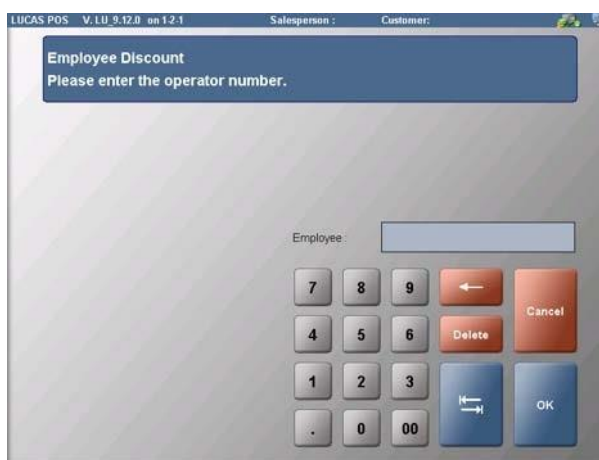 LUCAS POS V. LU_9.12.0 on 1-2-1 Salesperson : Customer:
Employee Discount
Please enter the operator number.
Employee :
7 8 9
Cancel
4 5 6 Delete
1 2 3
OK
. 0 00